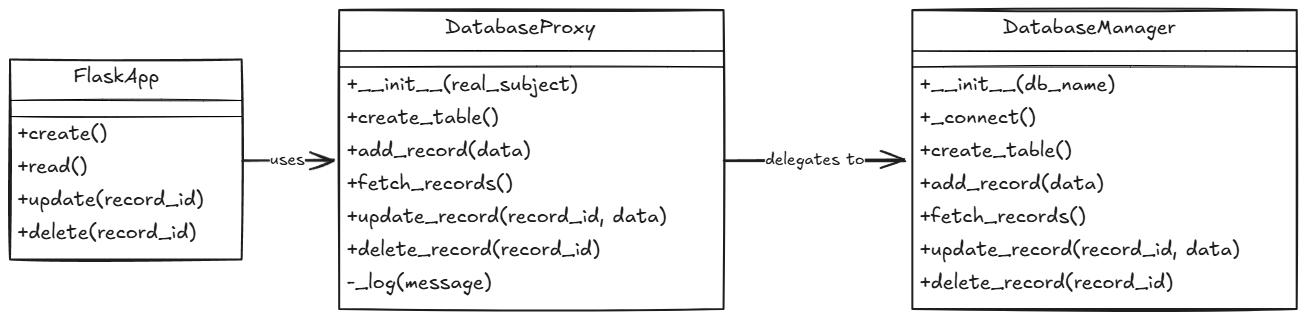 FlaskApp
+create()
+read()
+update(record_id)
+delete(record_id)
uses
DatabaseProxy
+__init__(real_subject)
+create_table()
+add_record(data)
+fetch_records()
+update_record(record_id, data)
+delete_record(record_id)
-_log(message)
delegates to
DatabaseManager
+__init__(db_name)
+_connect()
+create_table()
+add_record(data)
+fetch_records()
+update_record(record_id, data)
+delete_record(record_id)